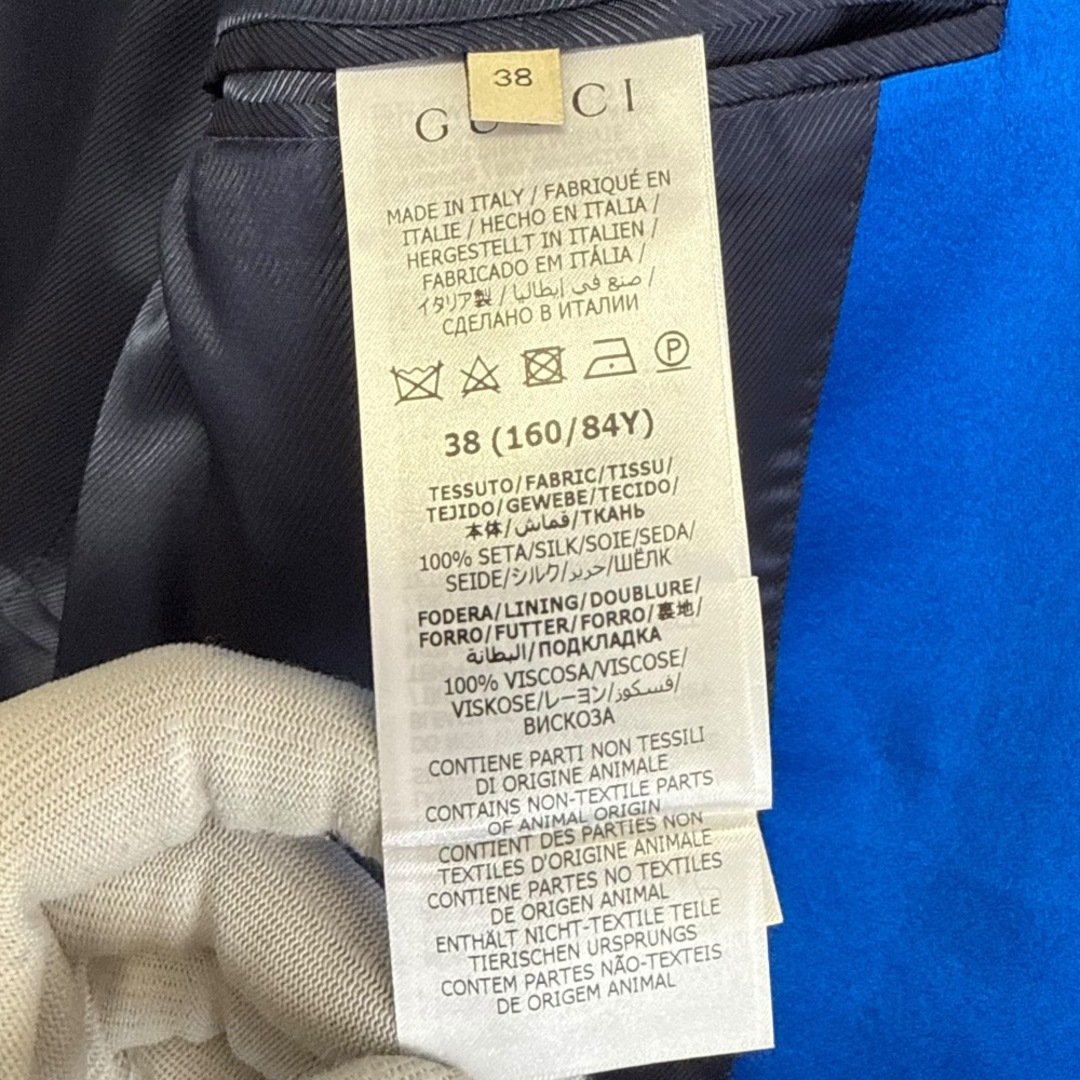 38
GUCCI
MADE IN ITALY / FABRIQUÉ EN
ITALIE / HECHO EN ITALIA /
HERGESTELLT IN ITALIEN /
FABRICADO EM ITÁLIA /
イタリア製 / صنع في إيطاليا /
СДЕЛАНО В ИТАЛИИ
P
38 (160/84Y)
TESSUTO/FABRIC/TISSU/
TEJIDO/GEWEBE/TECIDO/
本体/قماش/ТКАНЬ
100% SETA/SILK/SOIE/SEDA/
SEIDE/シルク/حرير/ШЁЛК
FODERA/LINING/DOUBLURE/
FORRO/FUTTER/FORRO/裏地/
البطانة/ПОДКЛАДКА
100% VISCOSA/VISCOSE/
VISKOSE/レーヨン/فسكوز/
ВИСКОЗА
CONTIENE PARTI NON TESSILI
DI ORIGINE ANIMALE
CONTAINS NON-TEXTILE PARTS
OF ANIMAL ORIGIN
CONTIENT DES PARTIES NON
TEXTILES D'ORIGINE ANIMALE
CONTIENE PARTES NO TEXTILES
DE ORIGEN ANIMAL
ENTHÄLT NICHT-TEXTILE TEILE
TIERISCHEN URSPRUNGS
CONTEM PARTES NÃO-TEXTEIS
DE ORIGEM ANIMAL